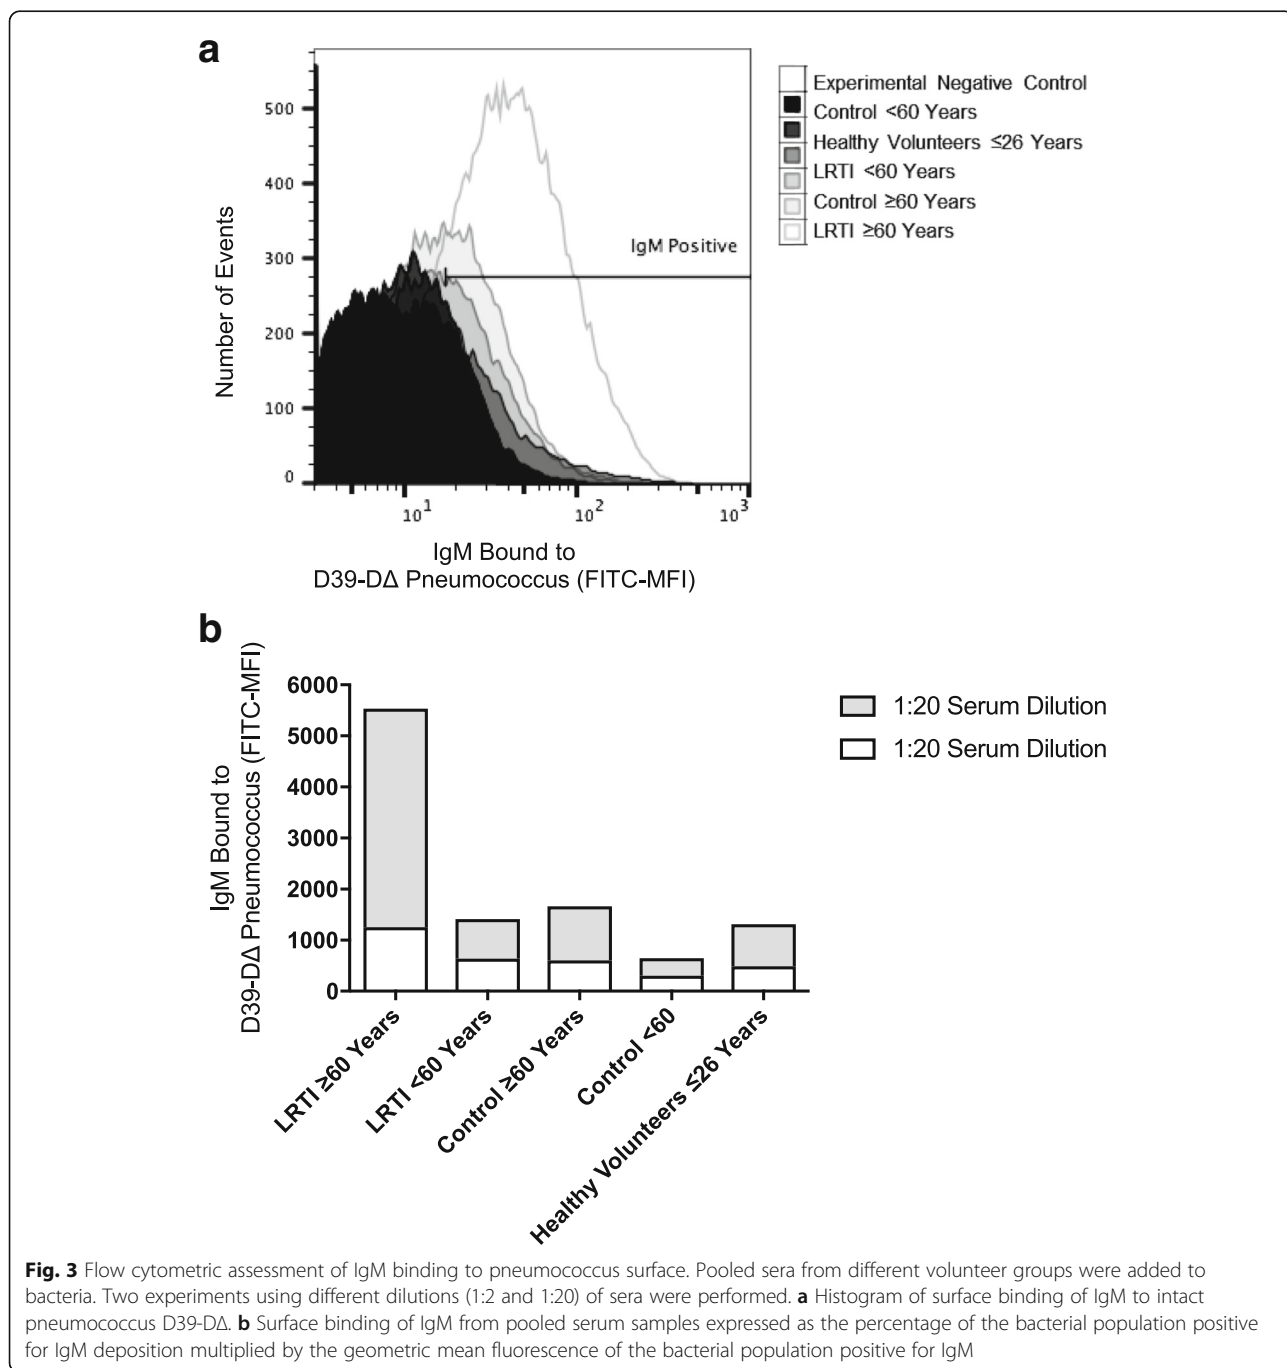 a
500
400
300
200
100
0
Number of Events
IgM Positive
10¹
10²
10³
IgM Bound to
D39-DΔ Pneumococcus (FITC-MFI)
Experimental Negative Control
Control <60 Years
Healthy Volunteers ≤26 Years
LRTI <60 Years
Control ≥60 Years
LRTI ≥60 Years
b
IgM Bound to
D39-DΔ Pneumococcus (FITC-MFI)
6000
5000
4000
3000
2000
1000
0
1:20 Serum Dilution
1:20 Serum Dilution
LRTI ≥60 Years
LRTI <60 Years
Control ≥60 Years
Control <60
Healthy Volunteers ≤26 Years
Fig. 3 Flow cytometric assessment of IgM binding to pneumococcus surface. Pooled sera from different volunteer groups were added to
bacteria. Two experiments using different dilutions (1:2 and 1:20) of sera were performed. a Histogram of surface binding of IgM to intact
pneumococcus D39-DΔ. b Surface binding of IgM from pooled serum samples expressed as the percentage of the bacterial population positive
for IgM deposition multiplied by the geometric mean fluorescence of the bacterial population positive for IgM